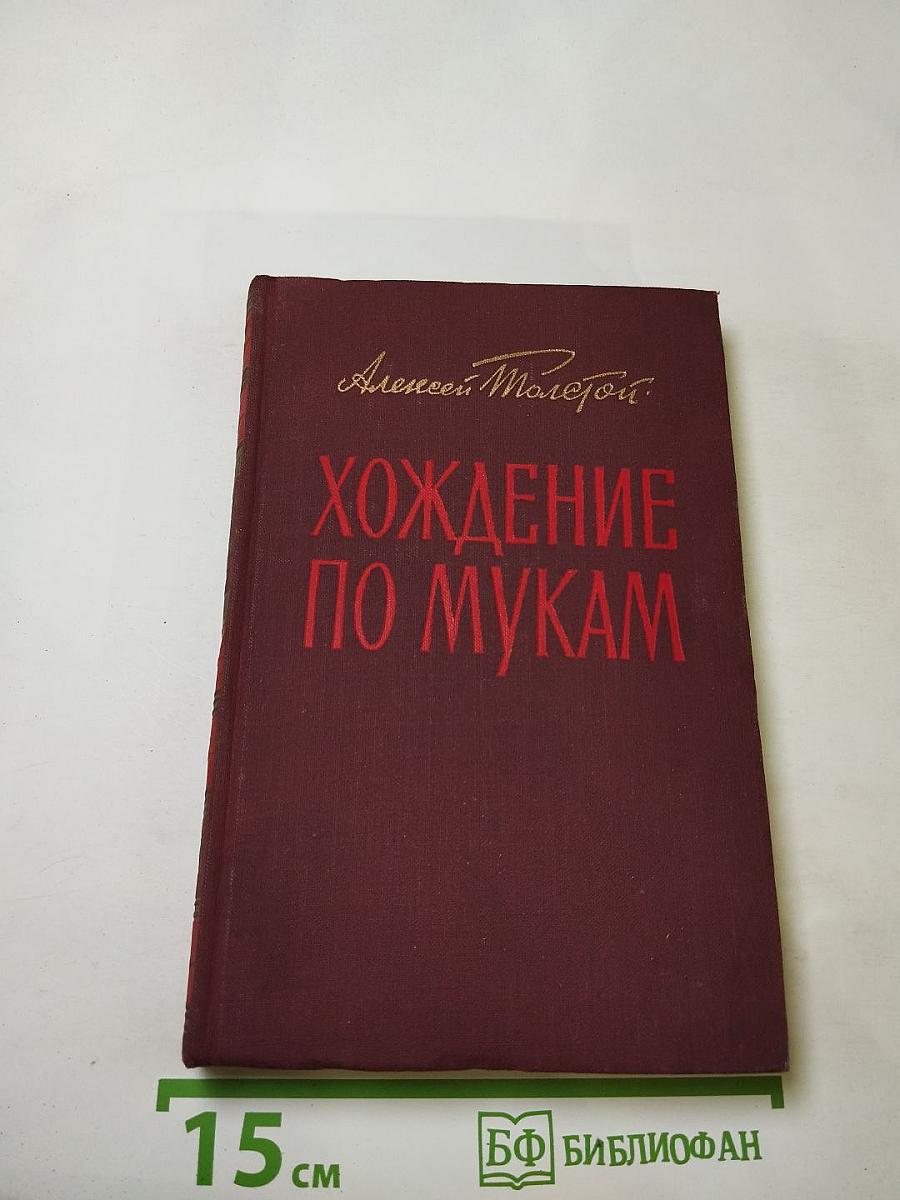 Алексей Толстой.
ХОЖДЕНИЕ
ПО МУКАМ
15 см
БФ БИБЛИОФАН